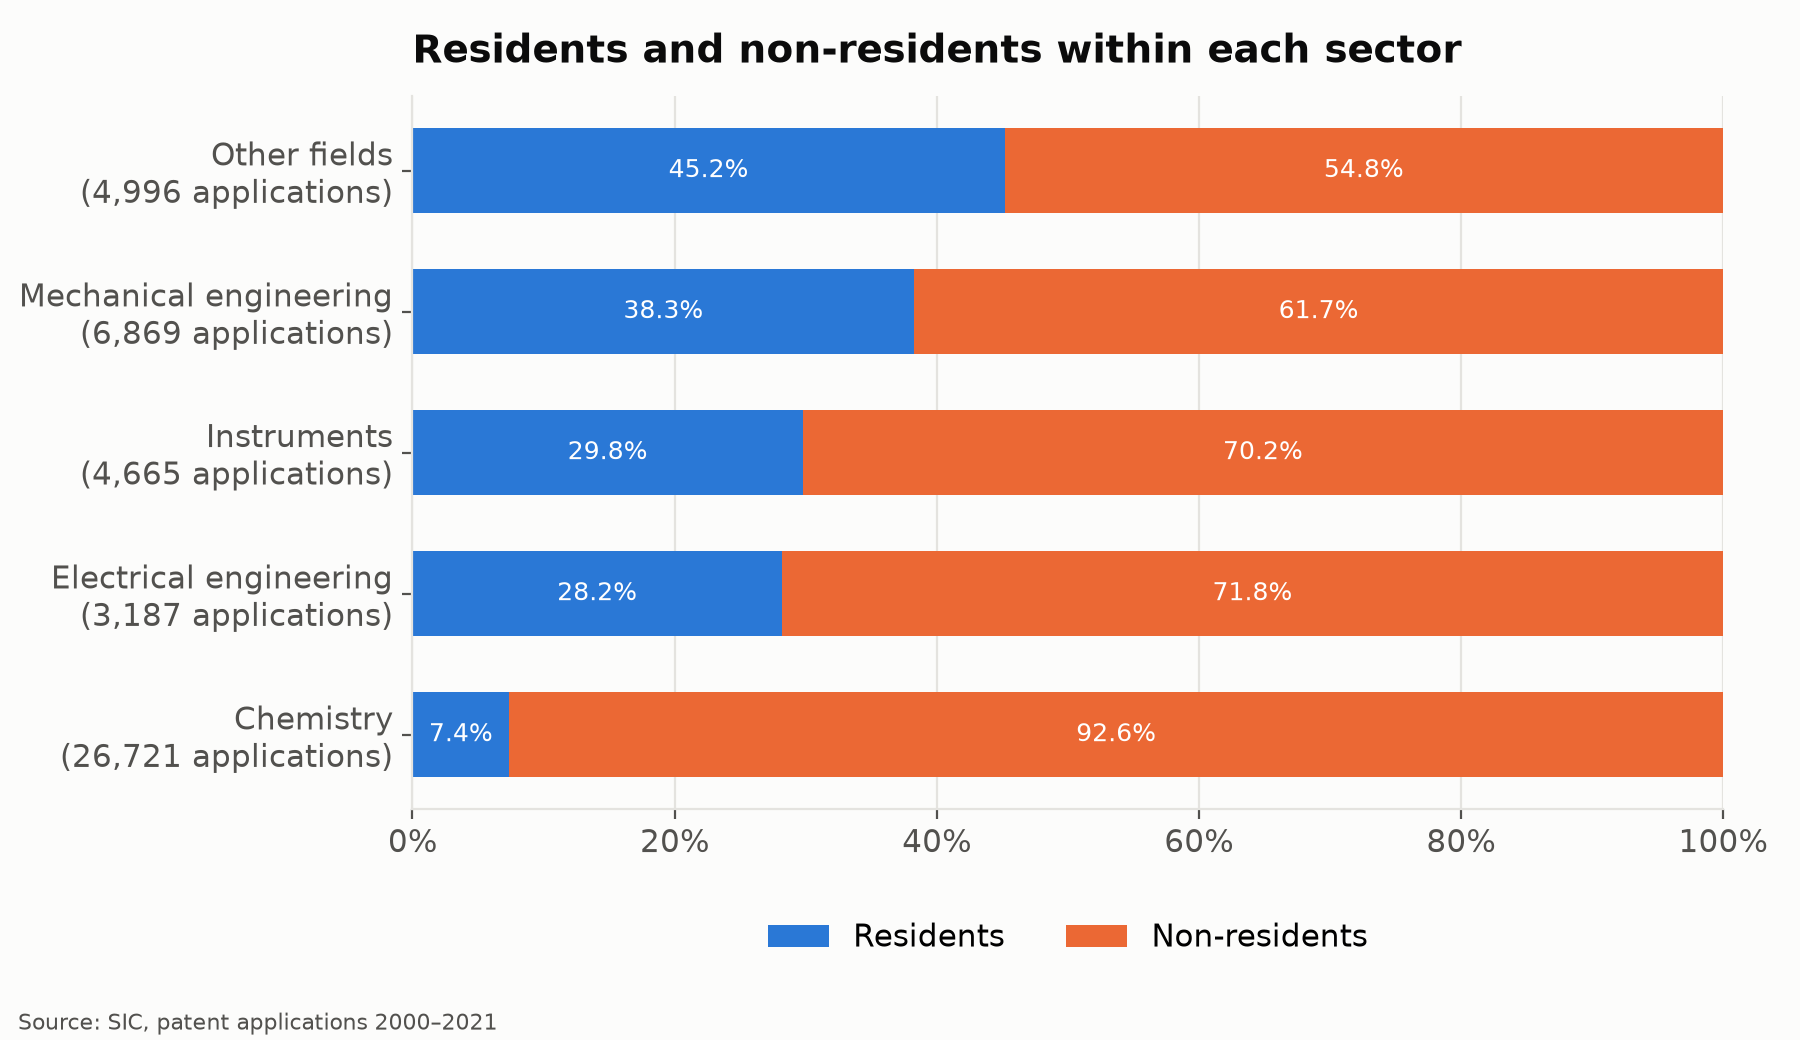 Residents and non-residents within each sector
Other fields
(4,996 applications)
45.2%
54.8%
Mechanical engineering
(6,869 applications)
38.3%
61.7%
Instruments
(4,665 applications)
29.8%
70.2%
Electrical engineering
(3,187 applications)
28.2%
71.8%
Chemistry
(26,721 applications)
7.4%
92.6%
0% 20% 40% 60% 80% 100%
Residents Non-residents
Source: SIC, patent applications 2000–2021